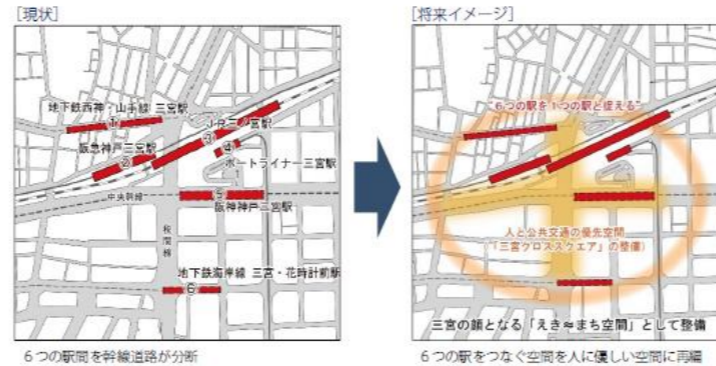 [現状]
地下鉄西神・山手線 三宮駅
1
JR三ノ宮駅
3
阪急神戸三宮駅
2
4
ポートライナー三宮駅
中央幹線
5
阪神神戸三宮駅
税関線
地下鉄海岸線 三宮・花時計前駅
6
6つの駅間を幹線道路が分断
[将来イメージ]
"6つの駅を1つの駅と捉える"
人と公共交通の優先空間
(「三宮クロススクエア」の整備)
三宮の顔となる「えき≈まち空間」として整備
6つの駅をつなぐ空間を人に優しい空間に再編